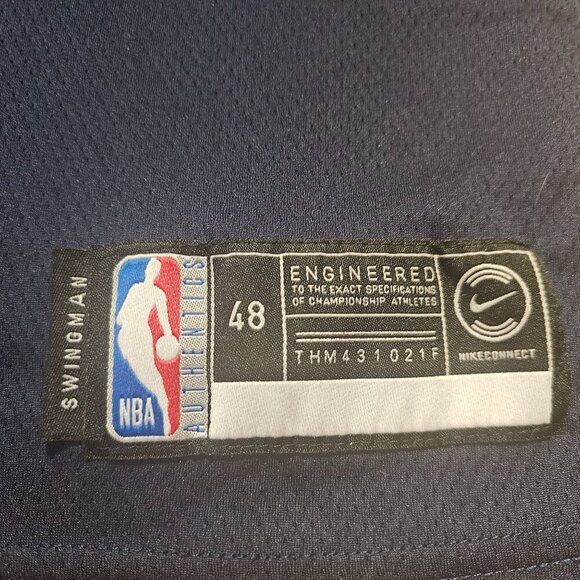 SWINGMAN
NBA
AUTHENTICS
48
ENGINEERED
TO THE EXACT SPECIFICATIONS
OF CHAMPIONSHIP ATHLETES
THM431021F
NIKECONNECT